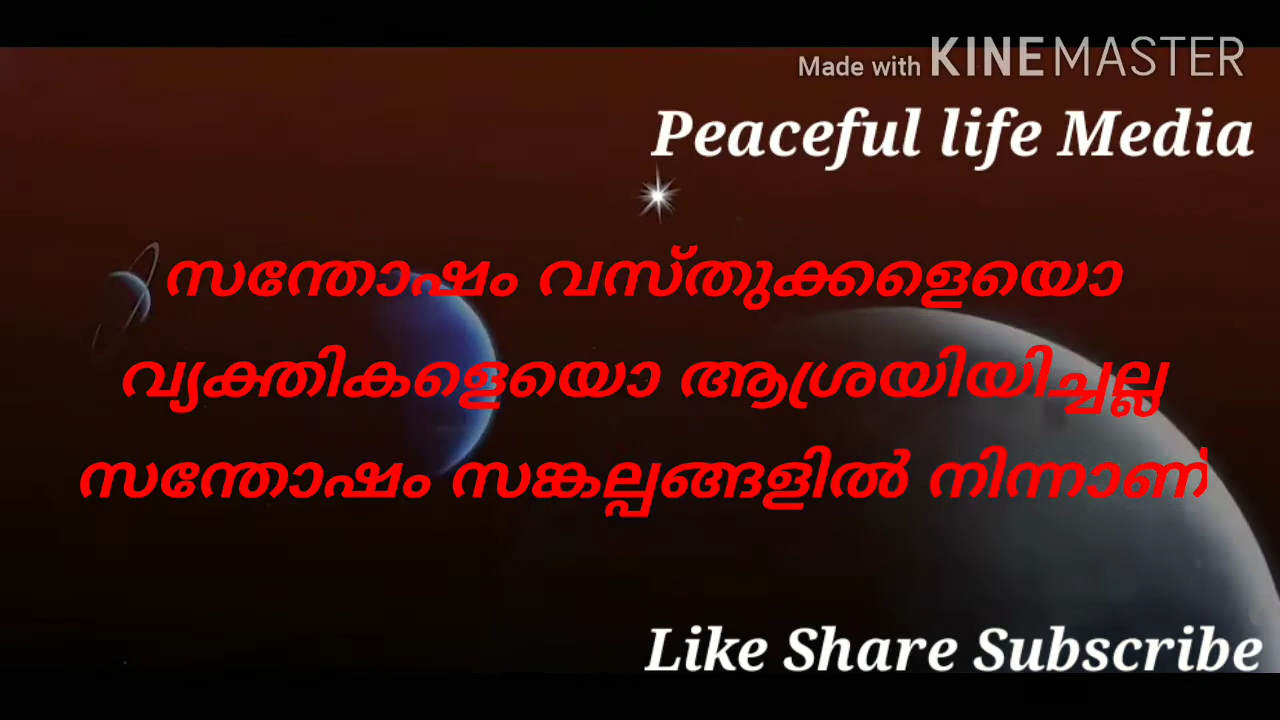 Made with KINEMASTER
Peaceful life Media
സന്തോഷം വസ്തുക്കളെയൊ
വ്യക്തികളെയൊ ആശ്രയിയിച്ചല്ല
സന്തോഷം സങ്കല്പങ്ങളിൽ നിന്നാണ്
Like Share Subscribe